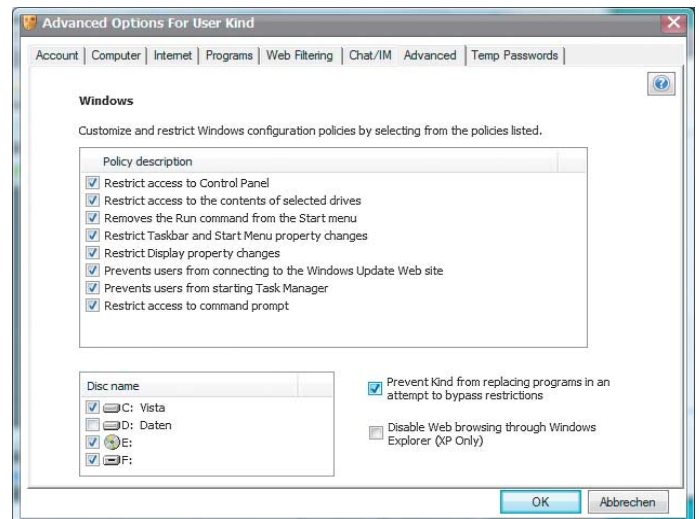 Advanced Options For User Kind
Account | Computer | Internet | Programs | Web Filtering | Chat/IM Advanced | Temp Passwords |
Windows
Customize and restrict Windows configuration policies by selecting from the policies listed.
Policy description
Restrict access to Control Panel
Restrict access to the contents of selected drives
Removes the Run command from the Start menu
Restrict Taskbar and Start Menu property changes
Restrict Display property changes
Prevents users from connecting to the Windows Update Web site
Prevents users from starting Task Manager
Restrict access to command prompt
Disc name
C: Vista
D: Daten
E:
F:
Prevent Kind from replacing programs in an
attempt to bypass restrictions
Disable Web browsing through Windows
Explorer (XP Only)
OK Abbrechen